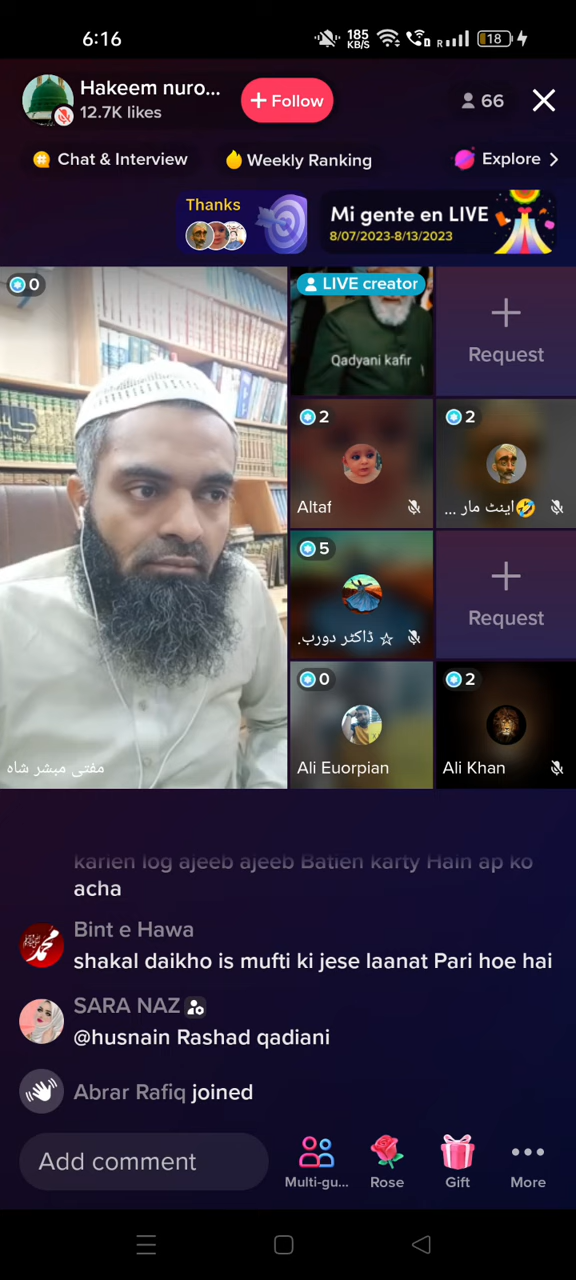 6:16
185
KB/S
R
18
Hakeem nuro...
12.7K likes
+ Follow
66
Chat & Interview
Weekly Ranking
Explore
Thanks
Mi gente en LIVE
8/07/2023-8/13/2023
0
LIVE creator
Qadyani kafir
Request
2
Altaf
2
اینٹ مار ...
5
☆ ڈاکٹر دورب.
Request
مفتی مبشر شاہ
0
Ali Euorpian
2
Ali Khan
karien log ajeeb ajeeb Batien karty Hain ap ko
acha
Bint e Hawa
shakal daikho is mufti ki jese laanat Pari hoe hai
SARA NAZ
@husnain Rashad qadiani
Abrar Rafiq joined
Add comment
Multi-gu...
Rose
Gift
More